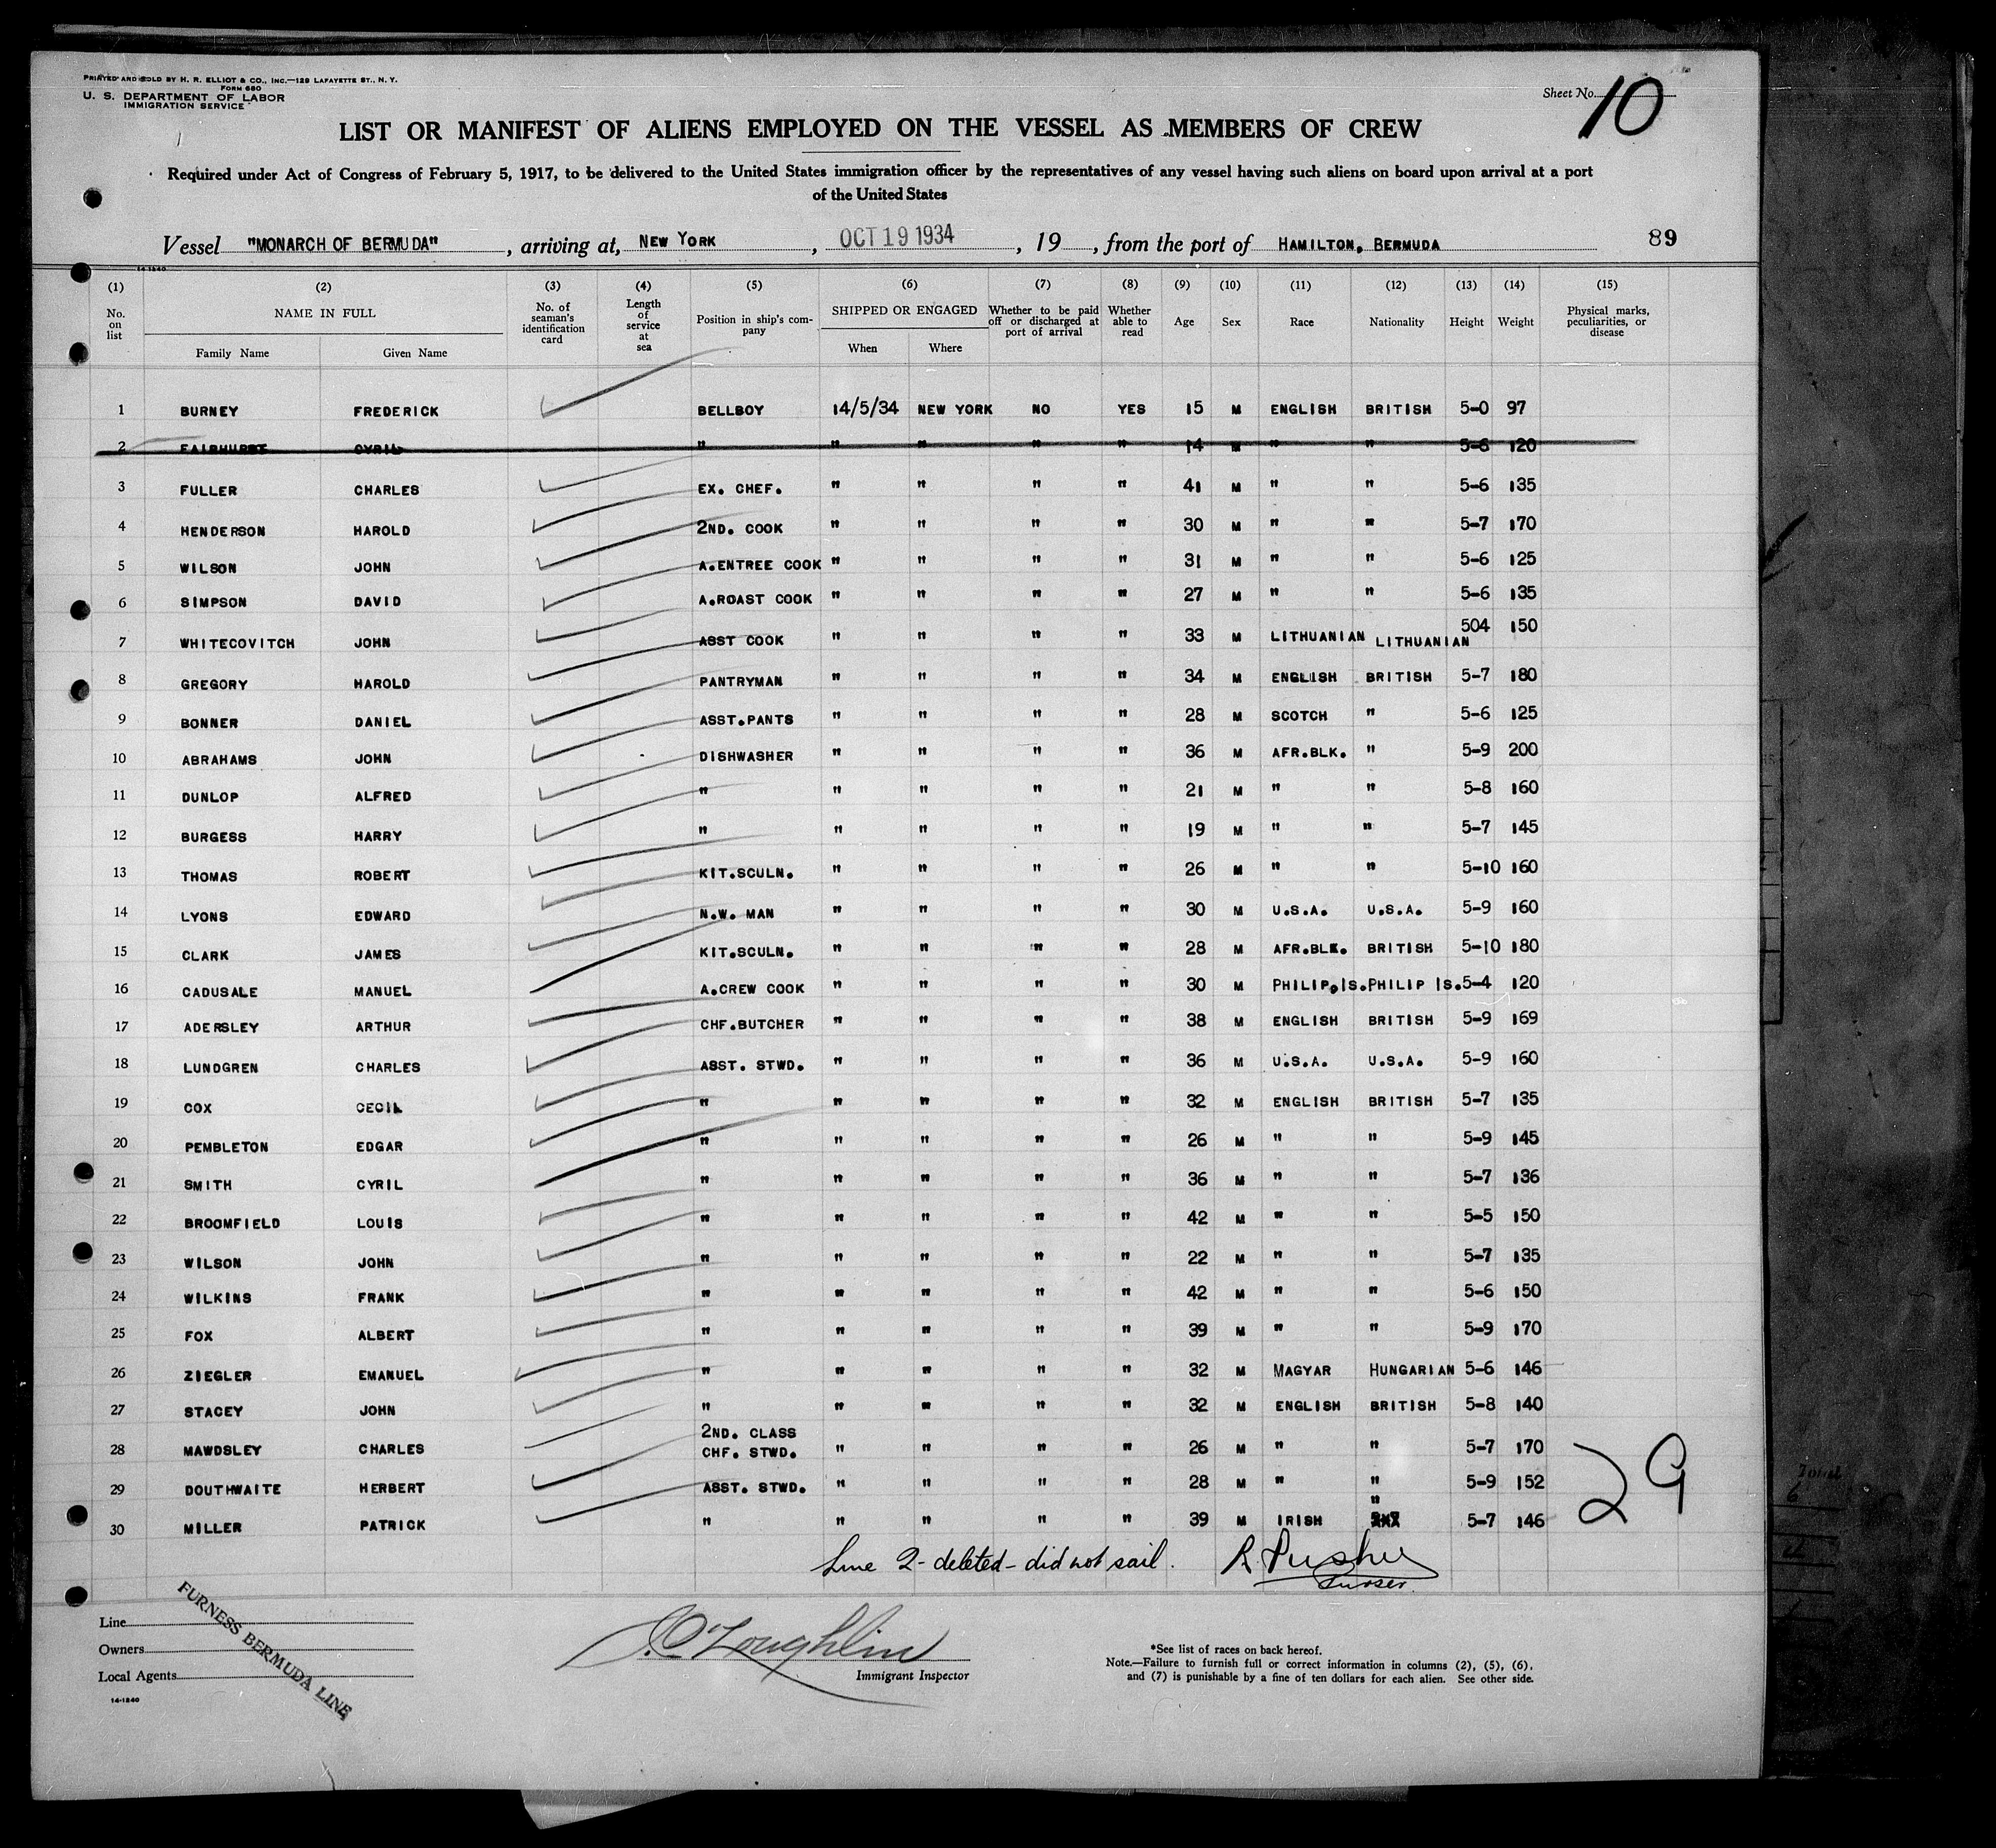 PRINTED AND SOLD BY H. R. ELLIOT & CO., INC.—129 LAFAYETTE ST., N. Y.
FORM 680
U. S. DEPARTMENT OF LABOR
IMMIGRATION SERVICE
Sheet No. 10
LIST OR MANIFEST OF ALIENS EMPLOYED ON THE VESSEL AS MEMBERS OF CREW
Required under Act of Congress of February 5, 1917, to be delivered to the United States immigration officer by the representatives of any vessel having such aliens on board upon arrival at a port
of the United States
Vessel "MONARCH OF BERMUDA", arriving at, NEW YORK, OCT 19 1934, 19, from the port of HAMILTON, BERMUDA 89
14-1240
(1) (2) (3) (4) (5) (6) (7) (8) (9) (10) (11) (12) (13) (14) (15)
No. on list NAME IN FULL No. of seaman's identification card Length of service at sea Position in ship's company SHIPPED OR ENGAGED Whether to be paid off or discharged at port of arrival Whether able to read Age Sex Race Nationality Height Weight Physical marks, peculiarities, or disease
Family Name Given Name When Where
1 BURNEY FREDERICK BELLBOY 14/5/34 NEW YORK NO YES 15 M ENGLISH BRITISH 5-0 97
2 FAIRHURST CYRIL " " " " " 14 M " " 5-6 120
3 FULLER CHARLES EX. CHEF. " " " " 41 M " " 5-6 135
4 HENDERSON HAROLD 2ND. COOK " " " " 30 M " " 5-7 170
5 WILSON JOHN A.ENTREE COOK " " " " 31 M " " 5-6 125
6 SIMPSON DAVID A.ROAST COOK " " " " 27 M " " 5-6 135
7 WHITECOVITCH JOHN ASST COOK " " " " 33 M LITHUANIAN LITHUANIAN 504 150
8 GREGORY HAROLD PANTRYMAN " " " " 34 M ENGLISH BRITISH 5-7 180
9 BONNER DANIEL ASST.PANTS " " " " 28 M SCOTCH " 5-6 125
10 ABRAHAMS JOHN DISHWASHER " " " " 36 M AFR.BLK. " 5-9 200
11 DUNLOP ALFRED " " " " " 21 M " " 5-8 160
12 BURGESS HARRY " " " " " 19 M " " 5-7 145
13 THOMAS ROBERT KIT.SCULN. " " " " 26 M " " 5-10 160
14 LYONS EDWARD N.W. MAN " " " " 30 M U.S.A. U.S.A. 5-9 160
15 CLARK JAMES KIT.SCULN. " " " " 28 M AFR.BLK. BRITISH 5-10 180
16 CADUSALE MANUEL A.CREW COOK " " " " 30 M PHILIP.IS. PHILIP IS. 5-4 120
17 ADERSLEY ARTHUR CHF.BUTCHER " " " " 38 M ENGLISH BRITISH 5-9 169
18 LUNDGREN CHARLES ASST. STWD. " " " " 36 M U.S.A. U.S.A. 5-9 160
19 COX CECIL " " " " " 32 M ENGLISH BRITISH 5-7 135
20 PEMBLETON EDGAR " " " " " 26 M " " 5-9 145
21 SMITH CYRIL " " " " " 36 M " " 5-7 136
22 BROOMFIELD LOUIS " " " " " 42 M " " 5-5 150
23 WILSON JOHN " " " " " 22 M " " 5-7 135
24 WILKINS FRANK " " " " " 42 M " " 5-6 150
25 FOX ALBERT " " " " " 39 M " " 5-9 170
26 ZIEGLER EMANUEL " " " " " 32 M MAGYAR HUNGARIAN 5-6 146
27 STACEY JOHN " " " " " 32 M ENGLISH BRITISH 5-8 140
28 MAWDSLEY CHARLES 2ND. CLASS CHF. STWD. " " " " 26 M " " 5-7 170
29 DOUTHWAITE HERBERT ASST. STWD. " " " " 28 M " " 5-9 152
30 MILLER PATRICK " " " " " 39 M IRISH " 5-7 146
29
Line 2 - deleted - did not sail.
Purser.
Line
Owners
Local Agents
FURNESS BERMUDA LINE
14-1240
J. O'Loughlin
Immigrant Inspector
*See list of races on back hereof.
Note.—Failure to furnish full or correct information in columns (2), (5), (6),
and (7) is punishable by a fine of ten dollars for each alien. See other side.
Total
6